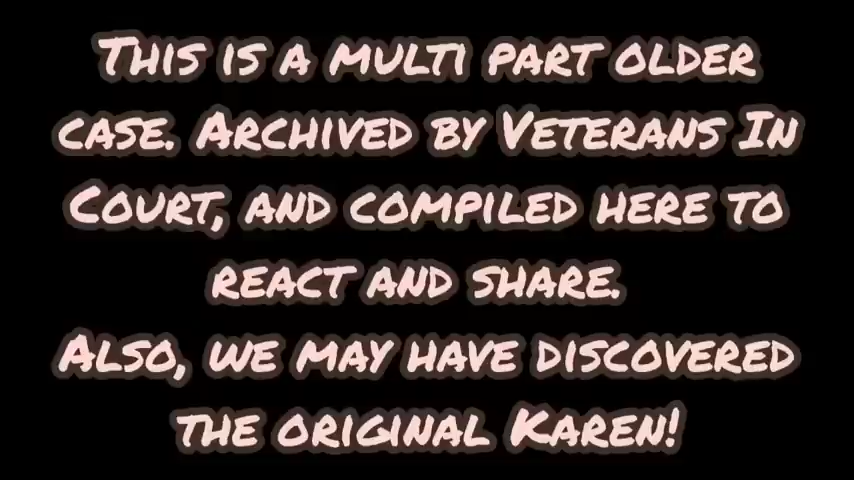 This is a multi part older
case. Archived by Veterans In
Court, and compiled here to
react and share.
Also, we may have discovered
the original Karen!